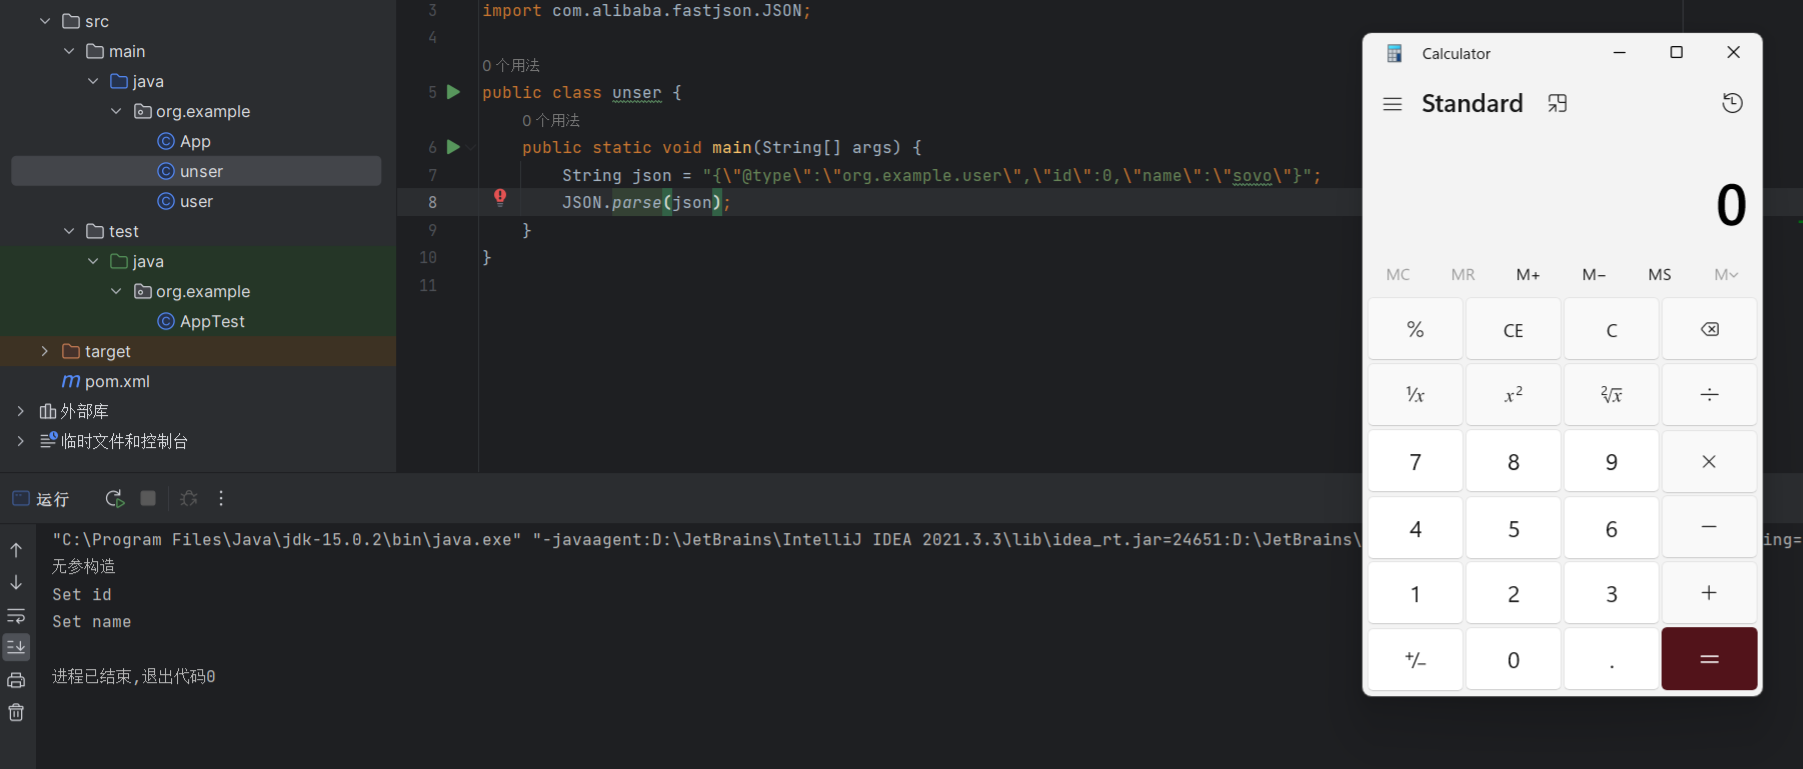 src
main
java
org.example
App
unser
user
test
java
org.example
AppTest
target
pom.xml
外部库
临时文件和控制台
3 import com.alibaba.fastjson.JSON;
4
0 个用法
5 public class unser {
0 个用法
6 public static void main(String[] args) {
7 String json = "{\"@type\":\"org.example.user\",\"id\":0,\"name\":\"sovo\"}";
8 JSON.parse(json);
9 }
10 }
11
运行
"C:\Program Files\Java\jdk-15.0.2\bin\java.exe" "-javaagent:D:\JetBrains\IntelliJ IDEA 2021.3.3\lib\idea_rt.jar=24651:D:\JetBrains\ ing=
无参构造
Set id
Set name
进程已结束,退出代码0
Calculator
Standard
0
MC MR M+ M− MS M
% CE C
¹/x x² ²√x ÷
7 8 9 ×
4 5 6 −
1 2 3 +
+/− 0 . =